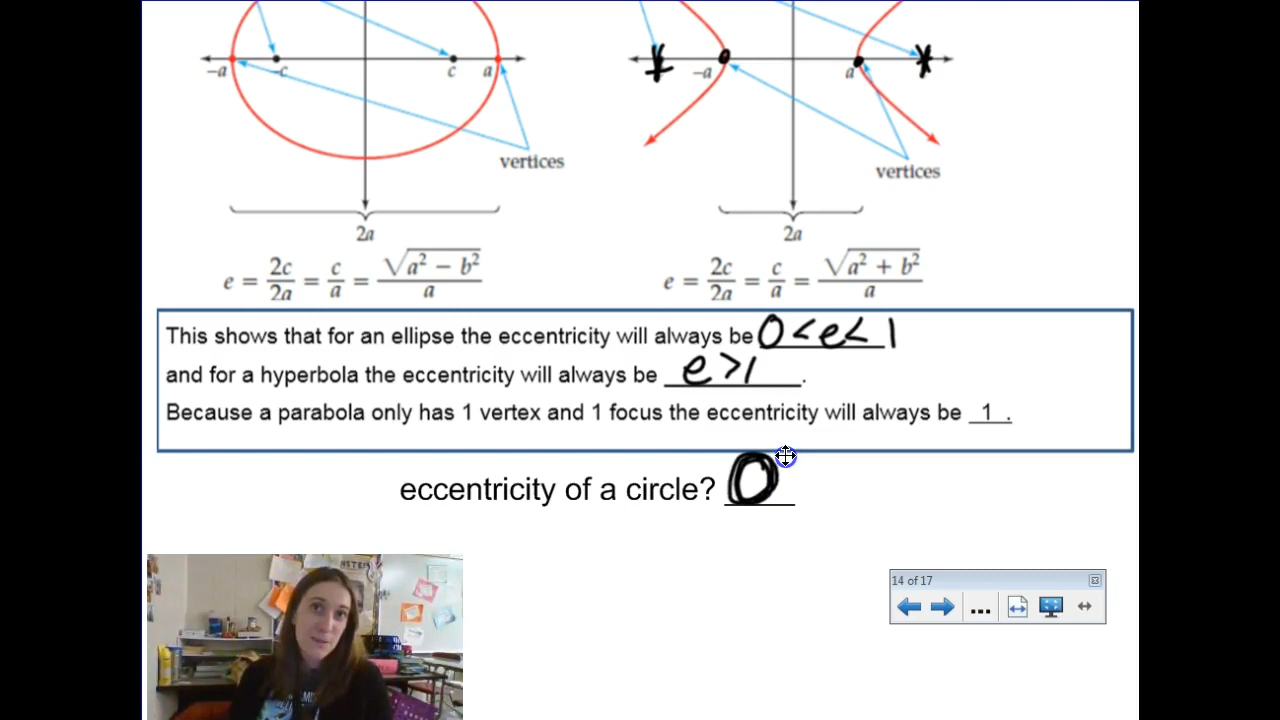 −a −c c a
−a a
vertices
vertices
2a
2a
e = 2c/2a = c/a = √(a² − b²)/a
e = 2c/2a = c/a = √(a² + b²)/a
This shows that for an ellipse the eccentricity will always be 0 < e < 1
and for a hyperbola the eccentricity will always be e > 1.
Because a parabola only has 1 vertex and 1 focus the eccentricity will always be 1 .
eccentricity of a circle? 0
14 of 17
...